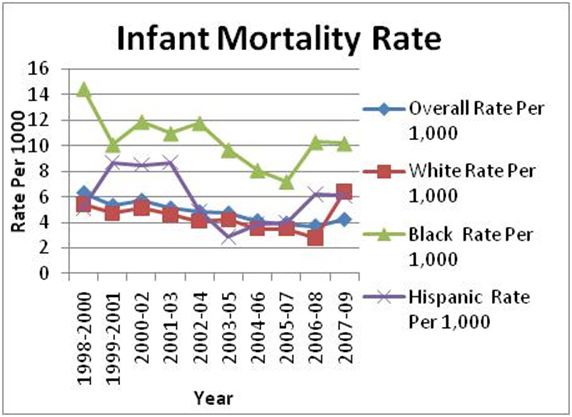 Infant Mortality Rate
Rate Per 1000
16
14
12
10
8
6
4
2
0
1998-2000
1999-2001
2000-02
2001-03
2002-04
2003-05
2004-06
2005-07
2006-08
2007-09
Year
Overall Rate Per
1,000
White Rate Per
1,000
Black Rate Per
1,000
Hispanic Rate
Per 1,000